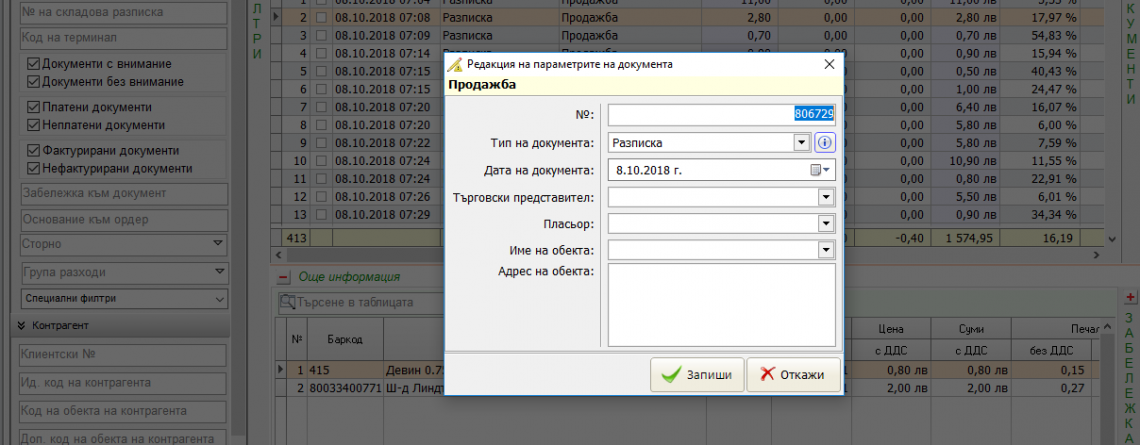 № на складова разписка
Код на терминал
Документи с внимание
Документи без внимание
Платени документи
Неплатени документи
Фактурирани документи
Нефактурирани документи
Забележка към документ
Основание към ордер
Сторно
Група разходи
Специални филтри
Контрагент
Клиентски №
Ид. код на контрагента
Код на обекта на контрагента
Доп. код на обекта на контрагента
ЛТРИ
2 08.10.2018 07:08 Разписка Продажба 2,80 0,00 0,00 2,80 лв 17,97 %
3 08.10.2018 07:09 Разписка Продажба 0,70 0,00 0,00 0,70 лв 54,83 %
4 08.10.2018 07:14 0,00 0,90 лв 15,94 %
5 08.10.2018 07:15 0,00 0,50 лв 40,43 %
6 08.10.2018 07:15 0,00 1,00 лв 24,47 %
7 08.10.2018 07:20 0,00 6,40 лв 16,07 %
8 08.10.2018 07:20 0,00 5,80 лв 6,00 %
9 08.10.2018 07:22 0,00 5,80 лв 7,59 %
10 08.10.2018 07:24 0,00 10,90 лв 11,55 %
11 08.10.2018 07:24 0,00 0,80 лв 22,91 %
12 08.10.2018 07:26 0,00 5,50 лв 6,01 %
13 08.10.2018 07:29 0,00 0,90 лв 34,34 %
413 -0,40 1 574,95 16,19
Редакция на параметрите на документа
Продажба
№: 806729
Тип на документа: Разписка
Дата на документа: 8.10.2018 г.
Търговски представител:
Пласьор:
Име на обекта:
Адрес на обекта:
Запиши Откажи
Още информация
Търсене в таблицата
№ Баркод Цена Суми
с ДДС с ДДС без ДДС
1 415 Девин 0.7 0,80 лв 0,80 лв 0,15
2 80033400771 Ш-д Линдт 2,00 лв 2,00 лв 0,27
КУМЕНТИ
ЗАБЕЛЕЖКА